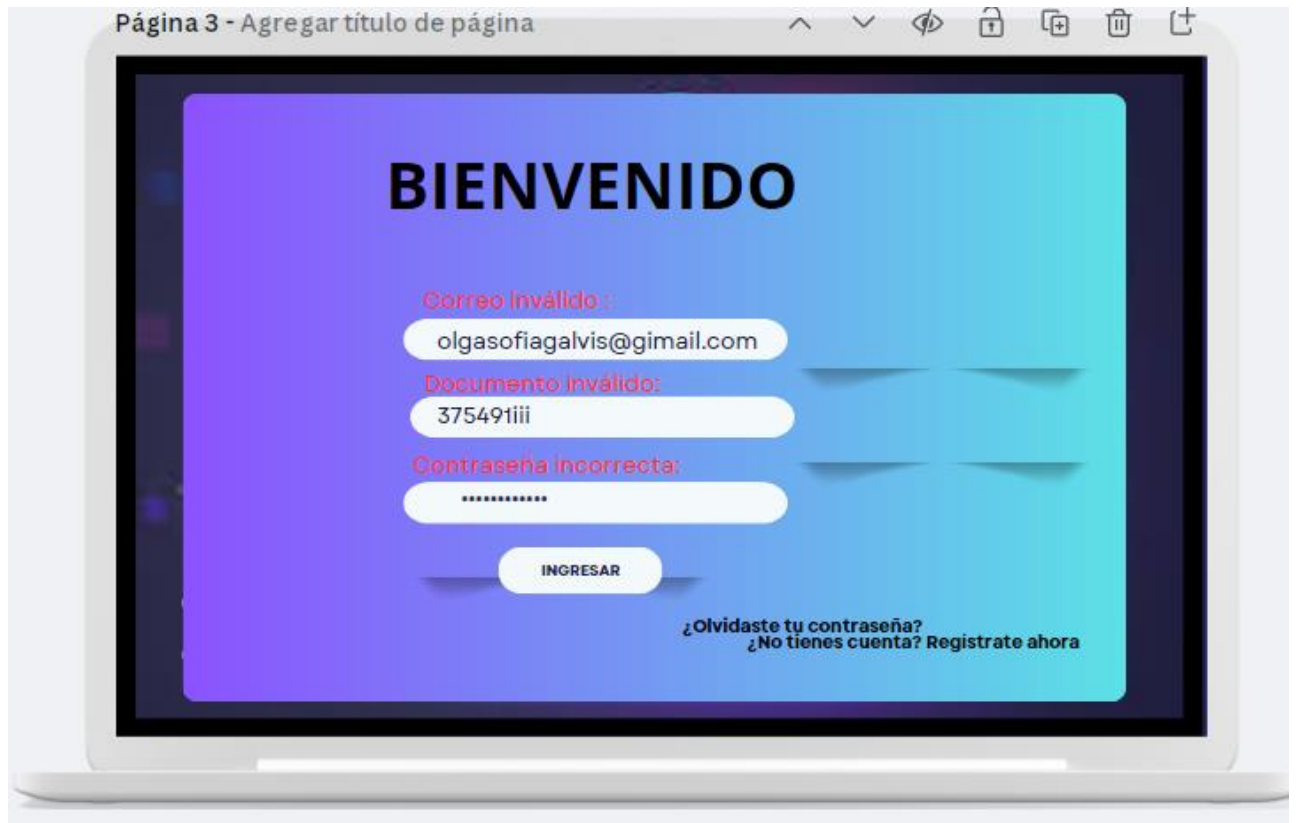 Página 3 - Agregar título de página
BIENVENIDO
Correo inválido :
olgasofiagalvis@gimail.com
Documento inválido:
375491iii
Contraseña incorrecta:
••••••••••••
INGRESAR
¿Olvidaste tu contraseña?
¿No tienes cuenta? Registrate ahora